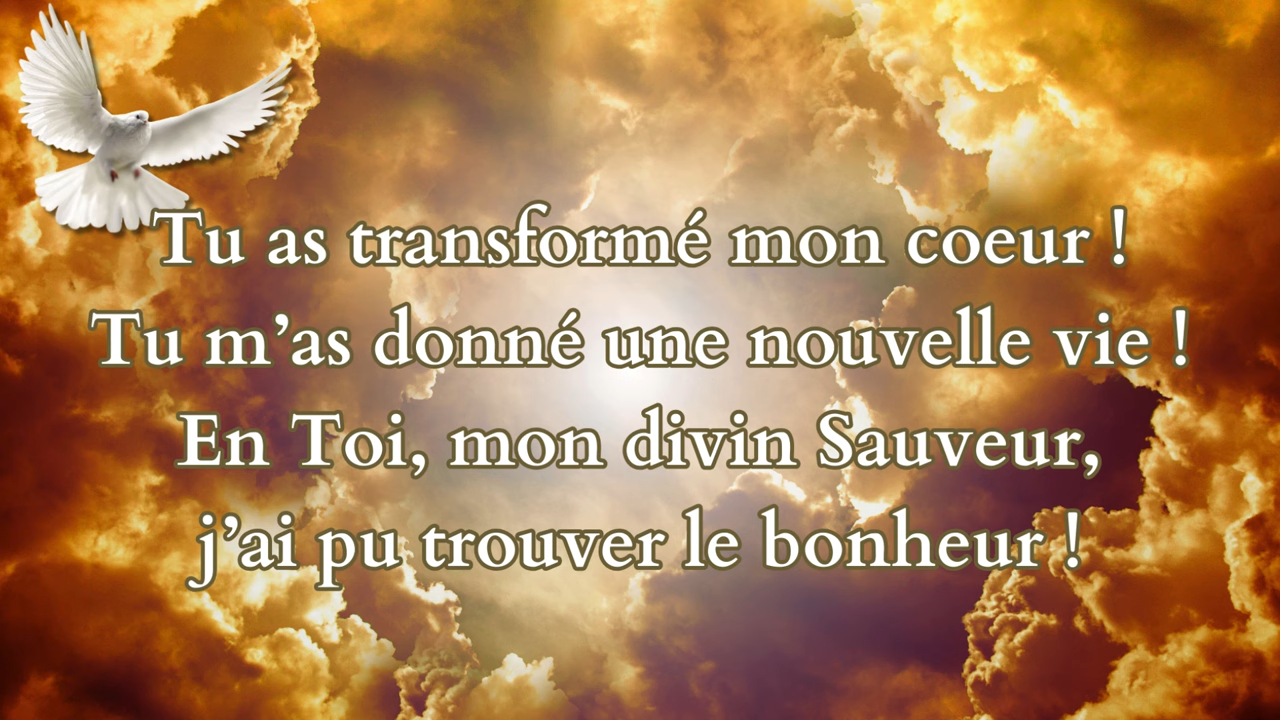 Tu as transformé mon coeur !
Tu m’as donné une nouvelle vie !
En Toi, mon divin Sauveur,
j’ai pu trouver le bonheur !